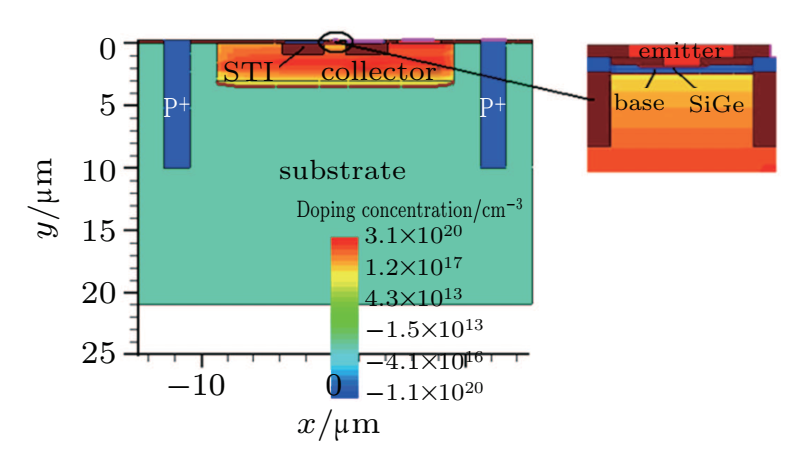 0
5
10
15
20
25
y/μm
STI
collector
P⁺
P⁺
substrate
emitter
base
SiGe
Doping concentration/cm⁻³
3.1×10²⁰
1.2×10¹⁷
4.3×10¹³
−1.5×10¹³
−4.1×10¹⁶
−1.1×10²⁰
−10
0
x/μm